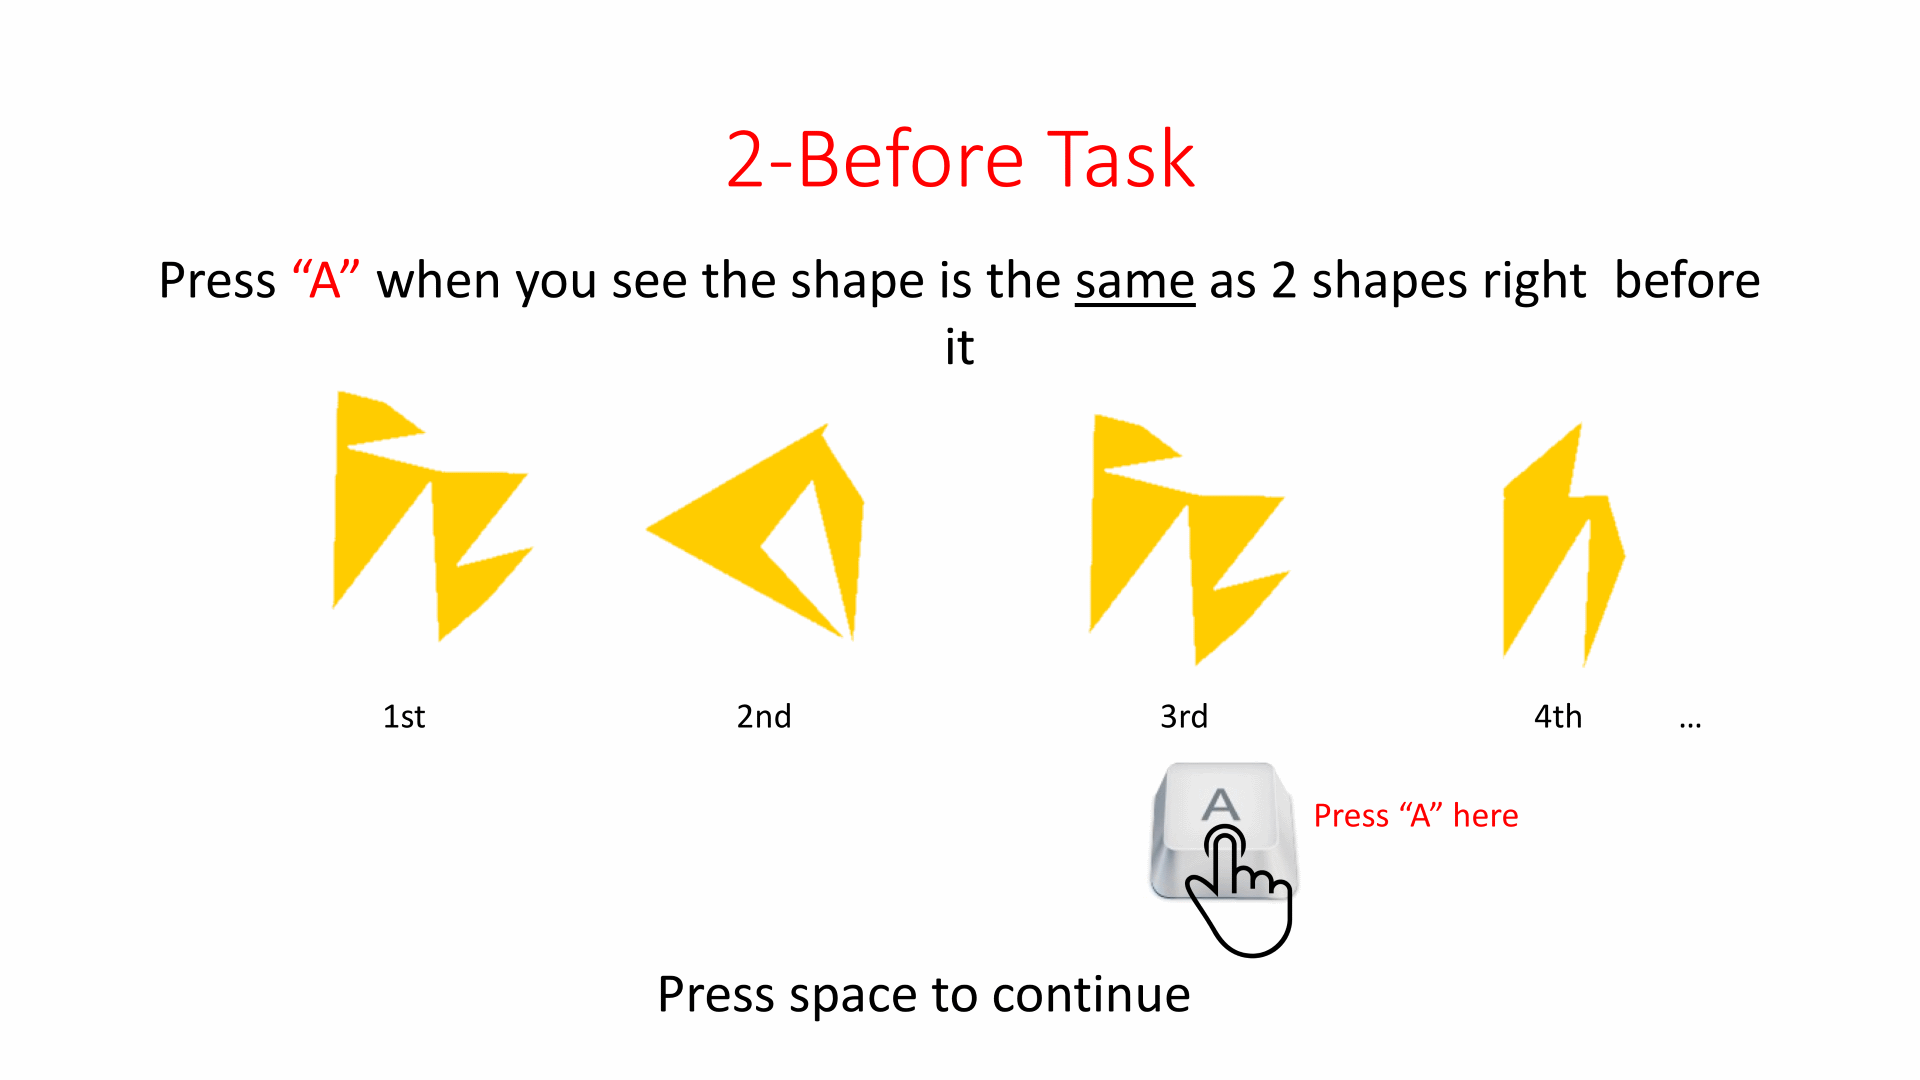 2-Before Task
Press “A” when you see the shape is the same as 2 shapes right  before
it
1st 2nd 3rd 4th ...
A
Press “A” here
Press space to continue